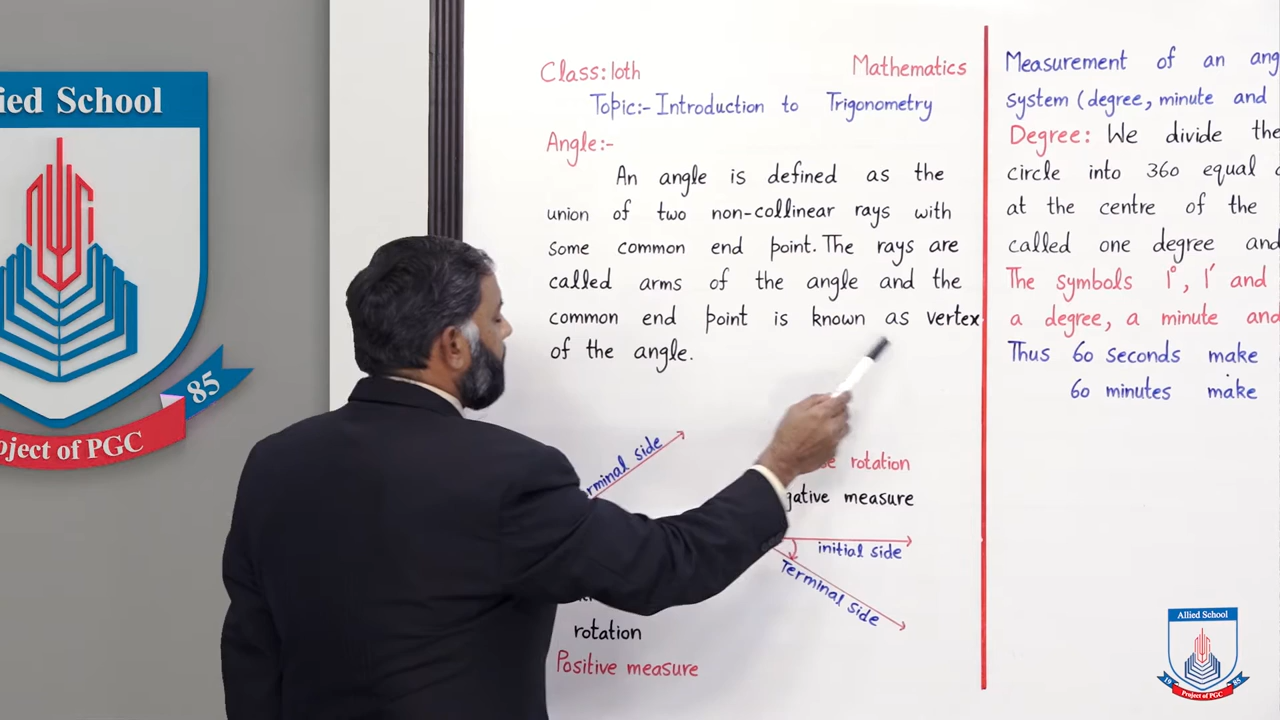 ied School
85
oject of PGC
Class: 10th Mathematics
Topic:- Introduction to Trigonometry
Angle:-
An angle is defined as the
union of two non-collinear rays with
some common end point. The rays are
called arms of the angle and the
common end point is known as vertex
of the angle.
rminal side
rotation
gative measure
initial side
Terminal side
rotation
Positive measure
Measurement of an ang
system (degree, minute and
Degree: We divide the
circle into 360 equal
at the centre of the
called one degree and
The symbols 1°, 1′ and
a degree, a minute and
Thus 60 seconds make
60 minutes make
Allied School
19 85
Project of PGC